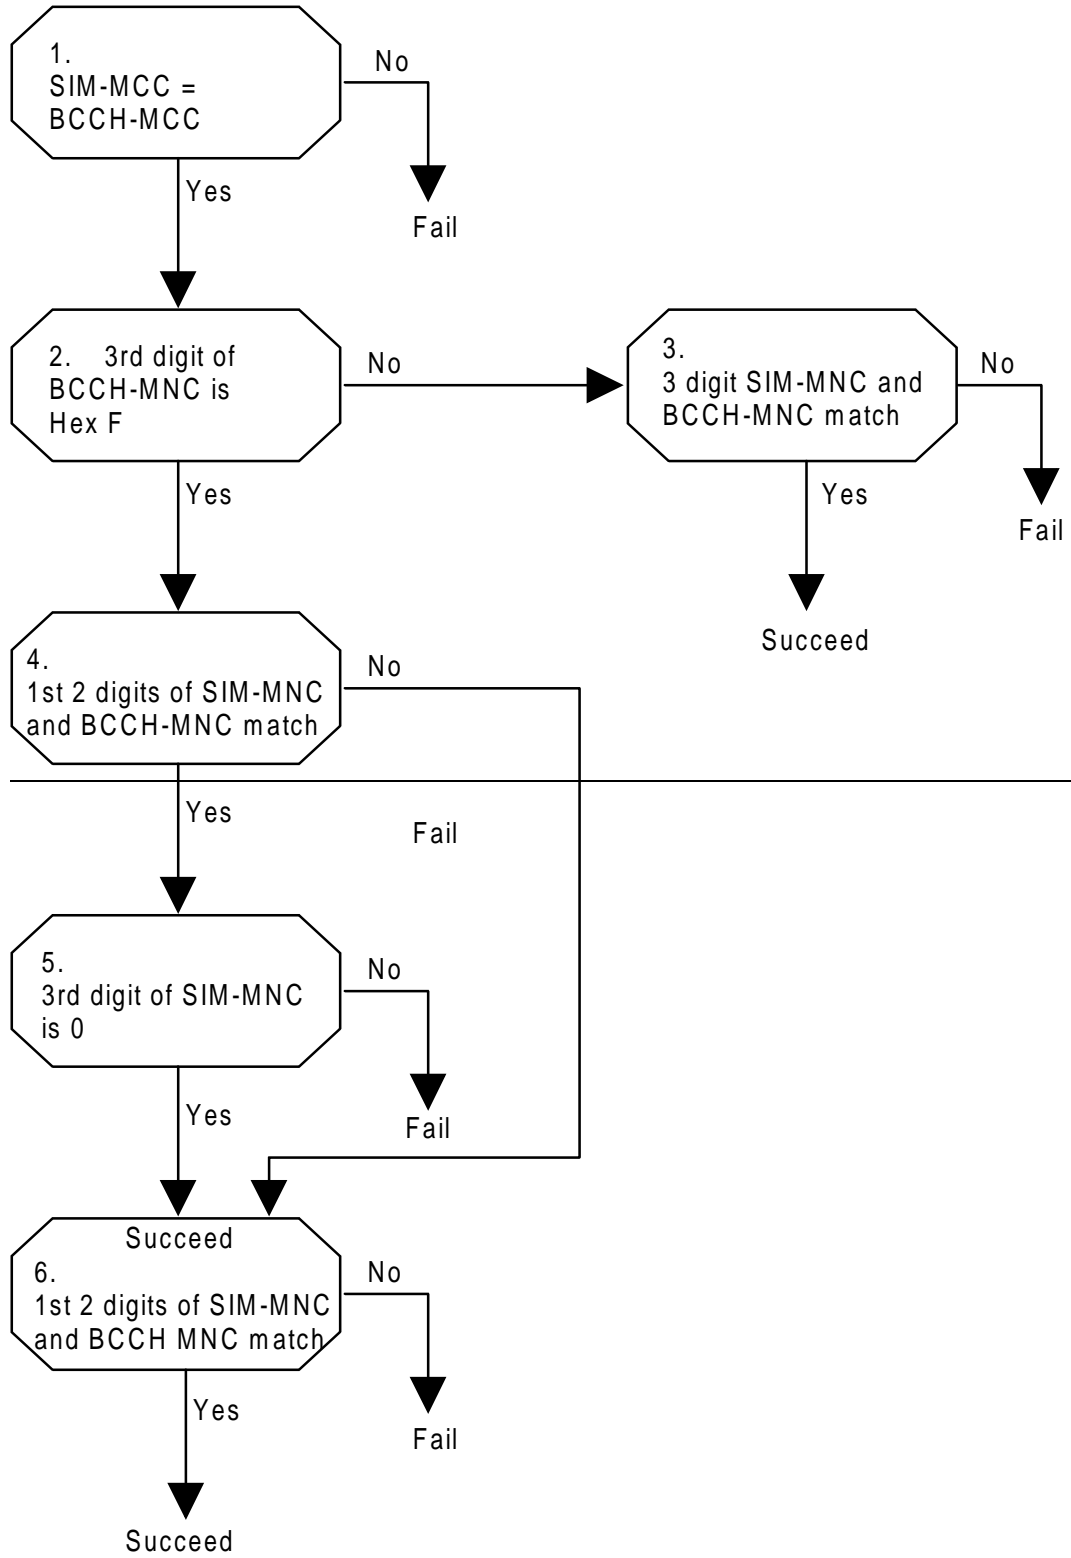 1.
SIM-MCC =
BCCH-MCC
No
Yes
Fail
2. 3rd digit of
BCCH-MNC is
Hex F
No
3.
3 digit SIM-MNC and
BCCH-MNC match
No
Yes
Yes
Fail
Succeed
4.
1st 2 digits of SIM-MNC
and BCCH-MNC match
No
Yes
Fail
5.
3rd digit of SIM-MNC
is 0
No
Yes
Fail
Succeed
6.
1st 2 digits of SIM-MNC
and BCCH MNC match
No
Yes
Fail
Succeed